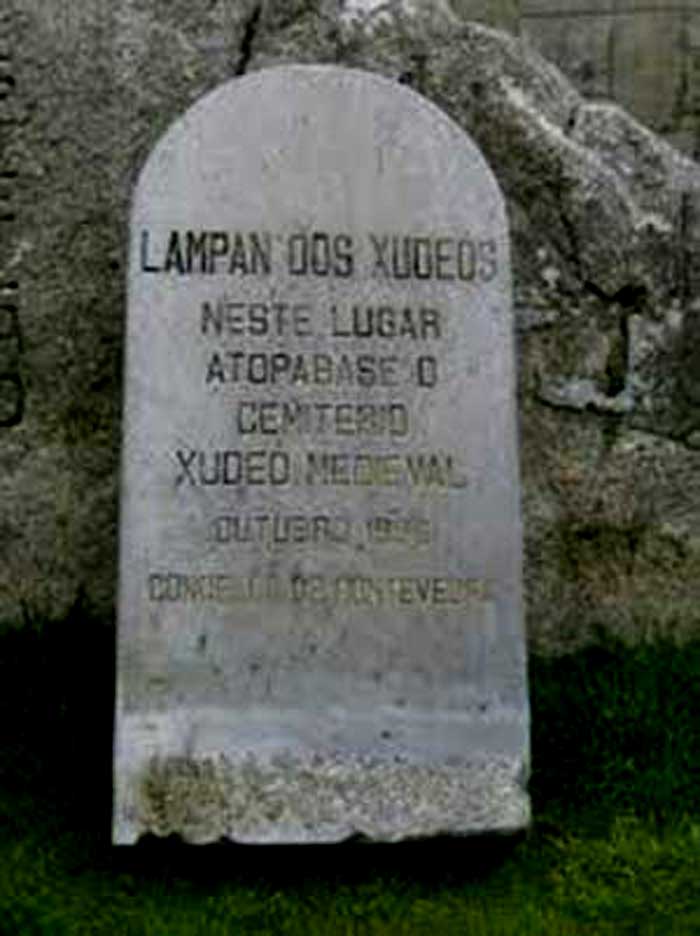 LAMPAN DOS XUDEOS
NESTE LUGAR
ATOPABASE O
CEMITERIO
XUDEO MEDIEVAL
OUTUBRO
CONCELLO DE PONTEVEDRA